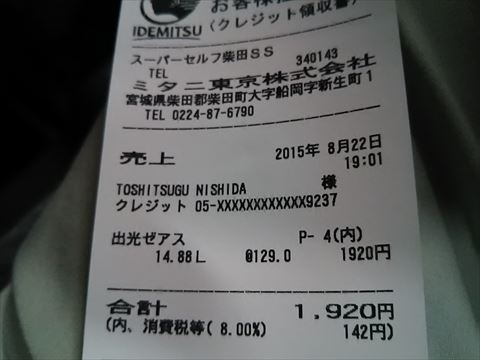 IDEMITSU
お客様
(クレジット領収書)
スーパーセルフ柴田SS
TEL 340143
ミタニ東京株式会社
宮城県柴田郡柴田町大字船岡字新生町1
TEL 0224-87-6790
売上 2015年 8月22日
19:01
TOSHITSUGU NISHIDA 様
クレジット 05-XXXXXXXXXXXX9237
出光ゼアス P- 4(内)
14.88L @129.0 1920円
合計 1,920円
(内、消費税等( 8.00%) 142円)